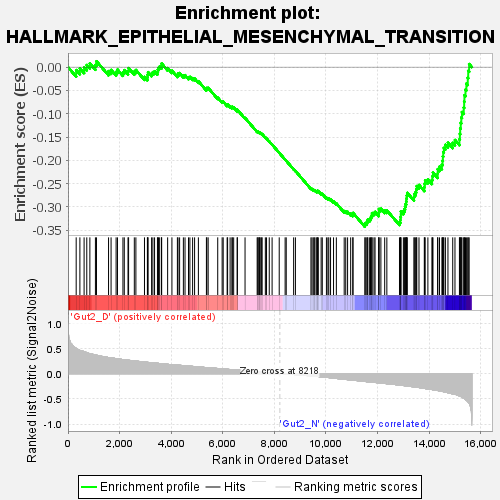 Enrichment plot:
HALLMARK_EPITHELIAL_MESENCHYMAL_TRANSITION
Enrichment score (ES)
0.00
-0.05
-0.10
-0.15
-0.20
-0.25
-0.30
-0.35
'Gut2_D' (positively correlated)
Ranked list metric (Signal2Noise)
1.0
0.5
0.0
-0.5
-1.0
Zero cross at 8218
'Gut2_N' (negatively correlated)
0
2,000
4,000
6,000
8,000
10,000
12,000
14,000
16,000
Rank in Ordered Dataset
Enrichment profile
Hits
Ranking metric scores